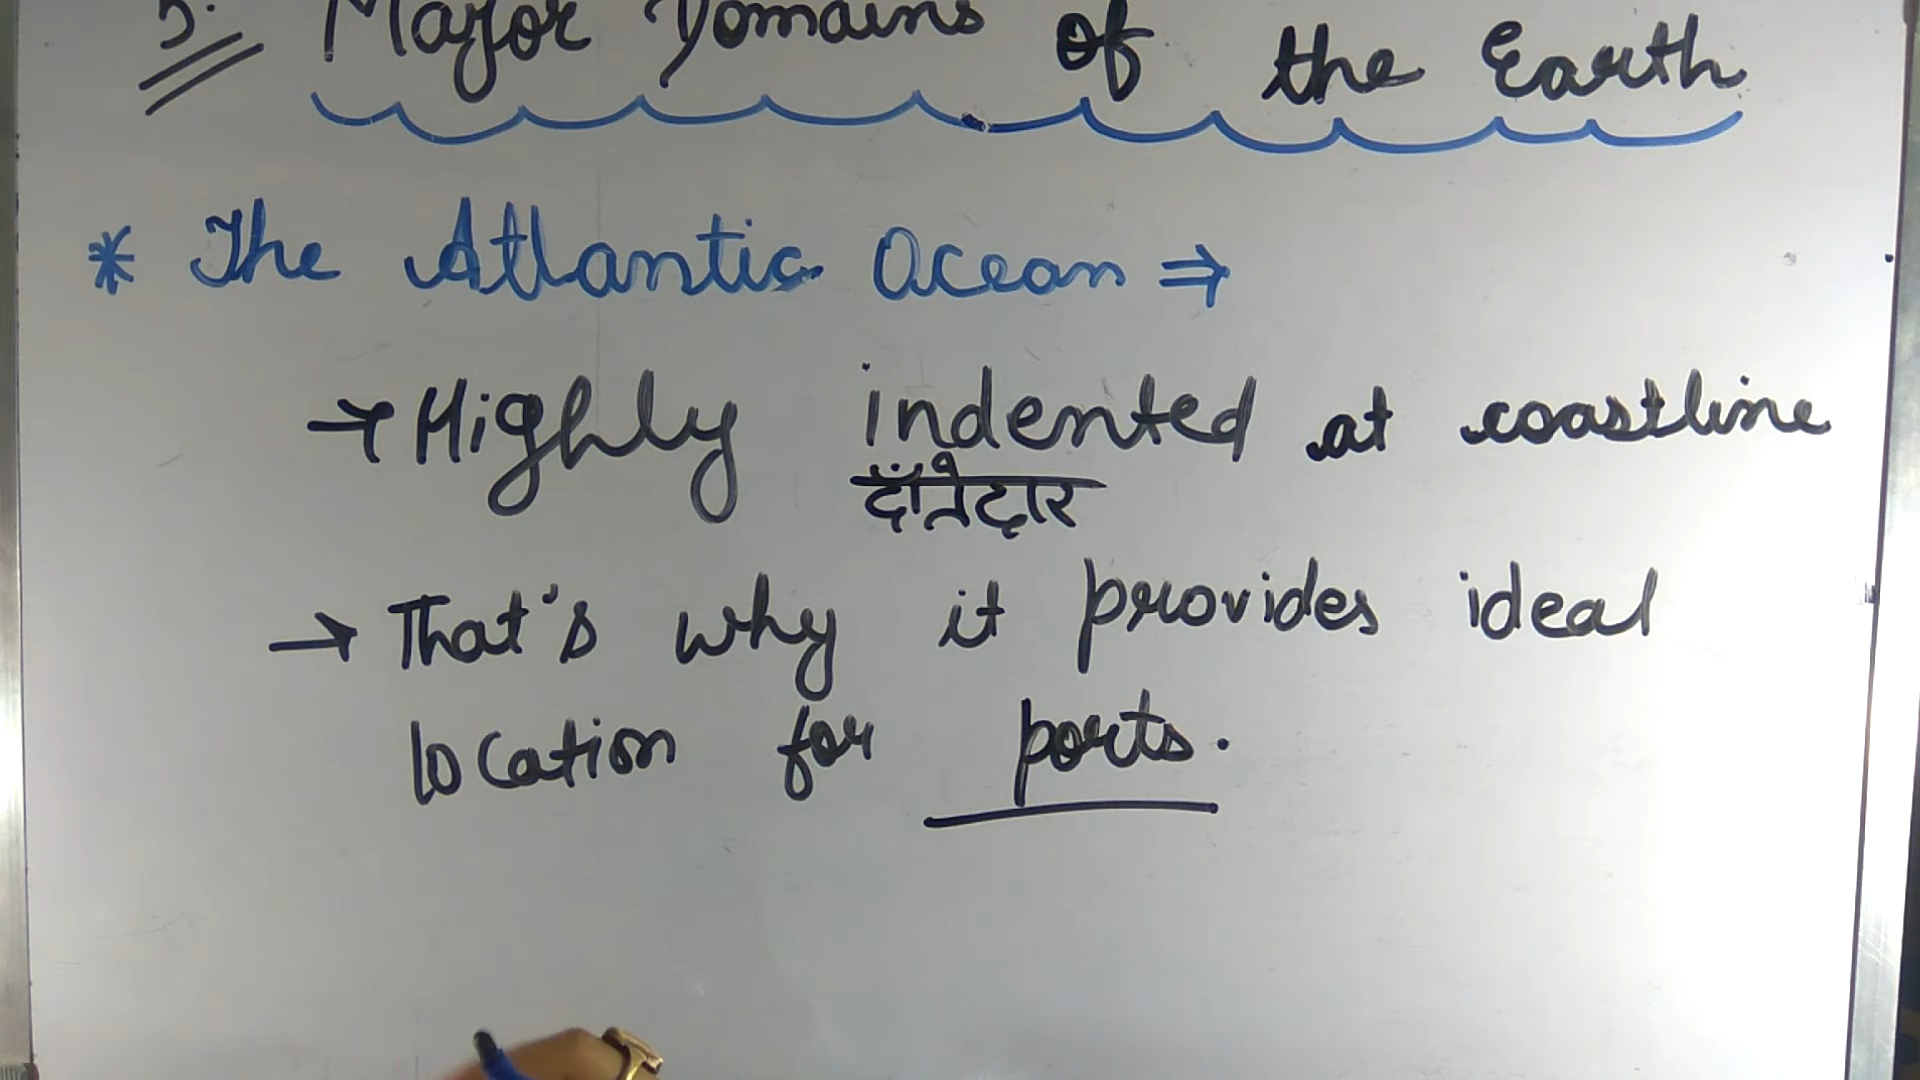 5. Major Domains of the Earth
* The Atlantic Ocean ⇒
→ Highly indented at coastline
दाँतेदार
→ That's why it provides ideal
location for ports.